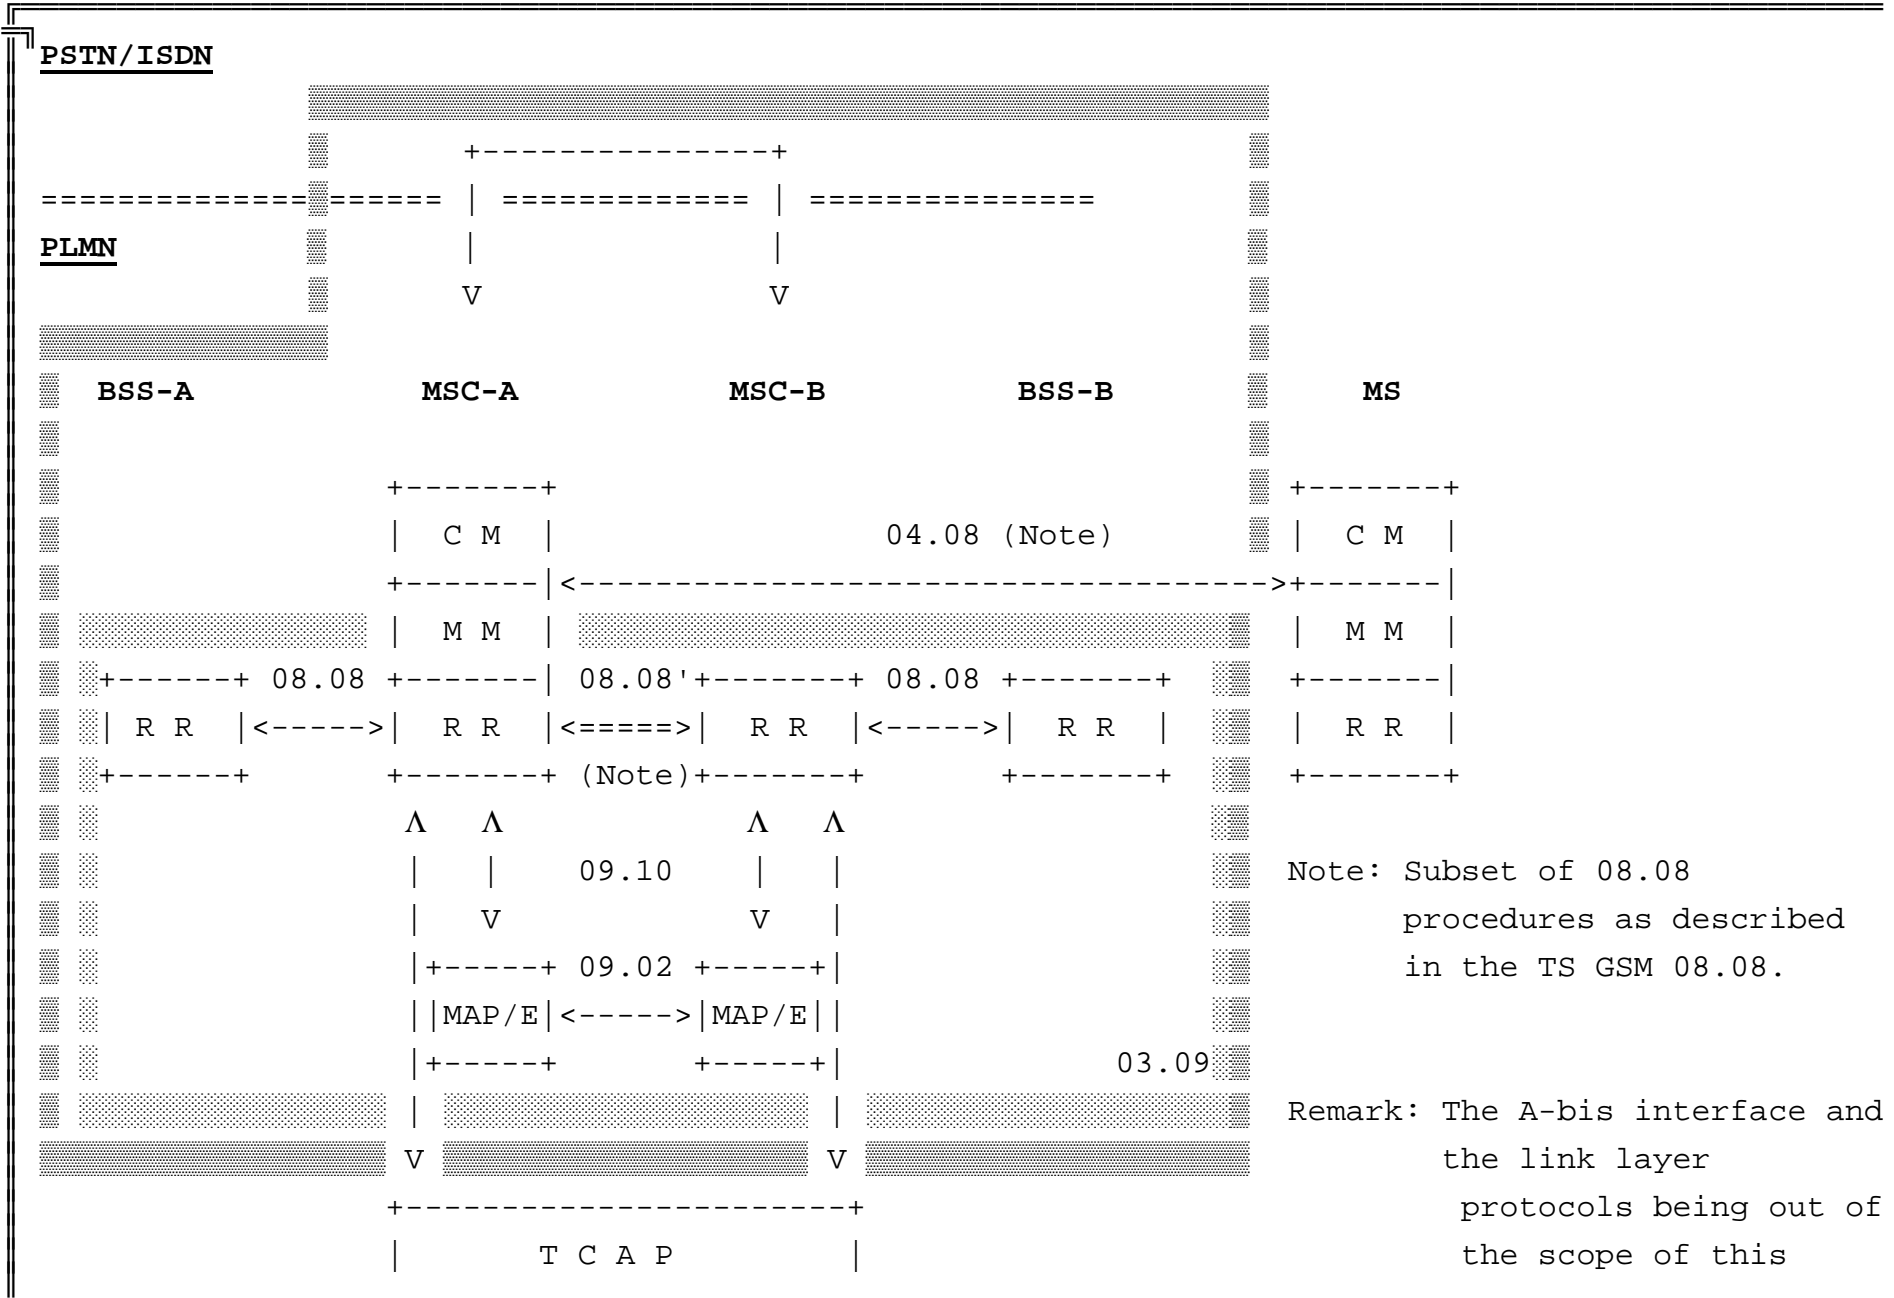 PSTN/ISDN
PLMN
V V
BSS-A MSC-A MSC-B BSS-B MS
C M 04.08 (Note) C M
M M M M
08.08 08.08' 08.08
R R R R R R R R R R
(Note)
Λ Λ Λ Λ
09.10 Note: Subset of 08.08
V V procedures as described
09.02 in the TS GSM 08.08.
MAP/E MAP/E
03.09
Remark: The A-bis interface and
V V the link layer
protocols being out of
T C A P the scope of this